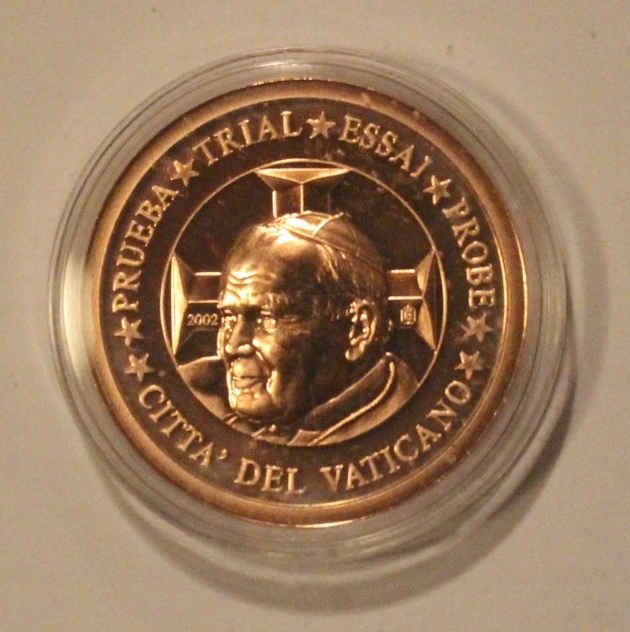 PRUEBA ★ TRIAL ★ ESSAI ★ PROBE
2002
CITTA' DEL VATICANO